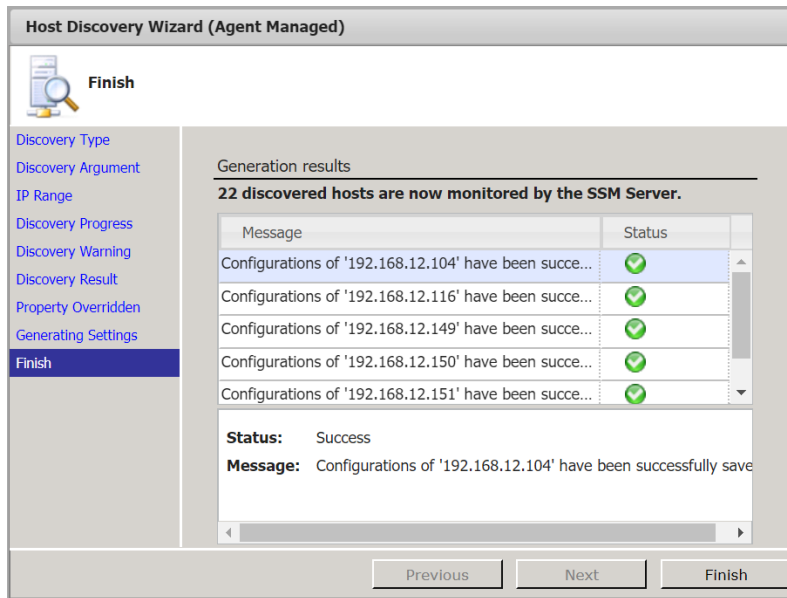 Host Discovery Wizard (Agent Managed)
Finish
Discovery Type
Discovery Argument
IP Range
Discovery Progress
Discovery Warning
Discovery Result
Property Overridden
Generating Settings
Finish
Generation results
22 discovered hosts are now monitored by the SSM Server.
Message Status
Configurations of '192.168.12.104' have been succe...
Configurations of '192.168.12.116' have been succe...
Configurations of '192.168.12.149' have been succe...
Configurations of '192.168.12.150' have been succe...
Configurations of '192.168.12.151' have been succe...
Status: Success
Message: Configurations of '192.168.12.104' have been successfully save
Previous Next Finish